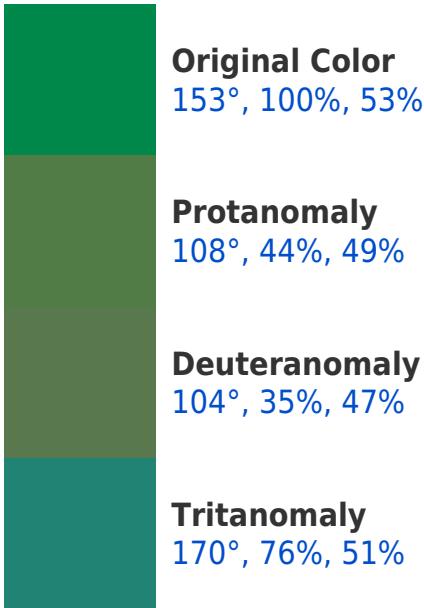 Original Color
153°, 100%, 53%
Protanomaly
108°, 44%, 49%
Deuteranomaly
104°, 35%, 47%
Tritanomaly
170°, 76%, 51%